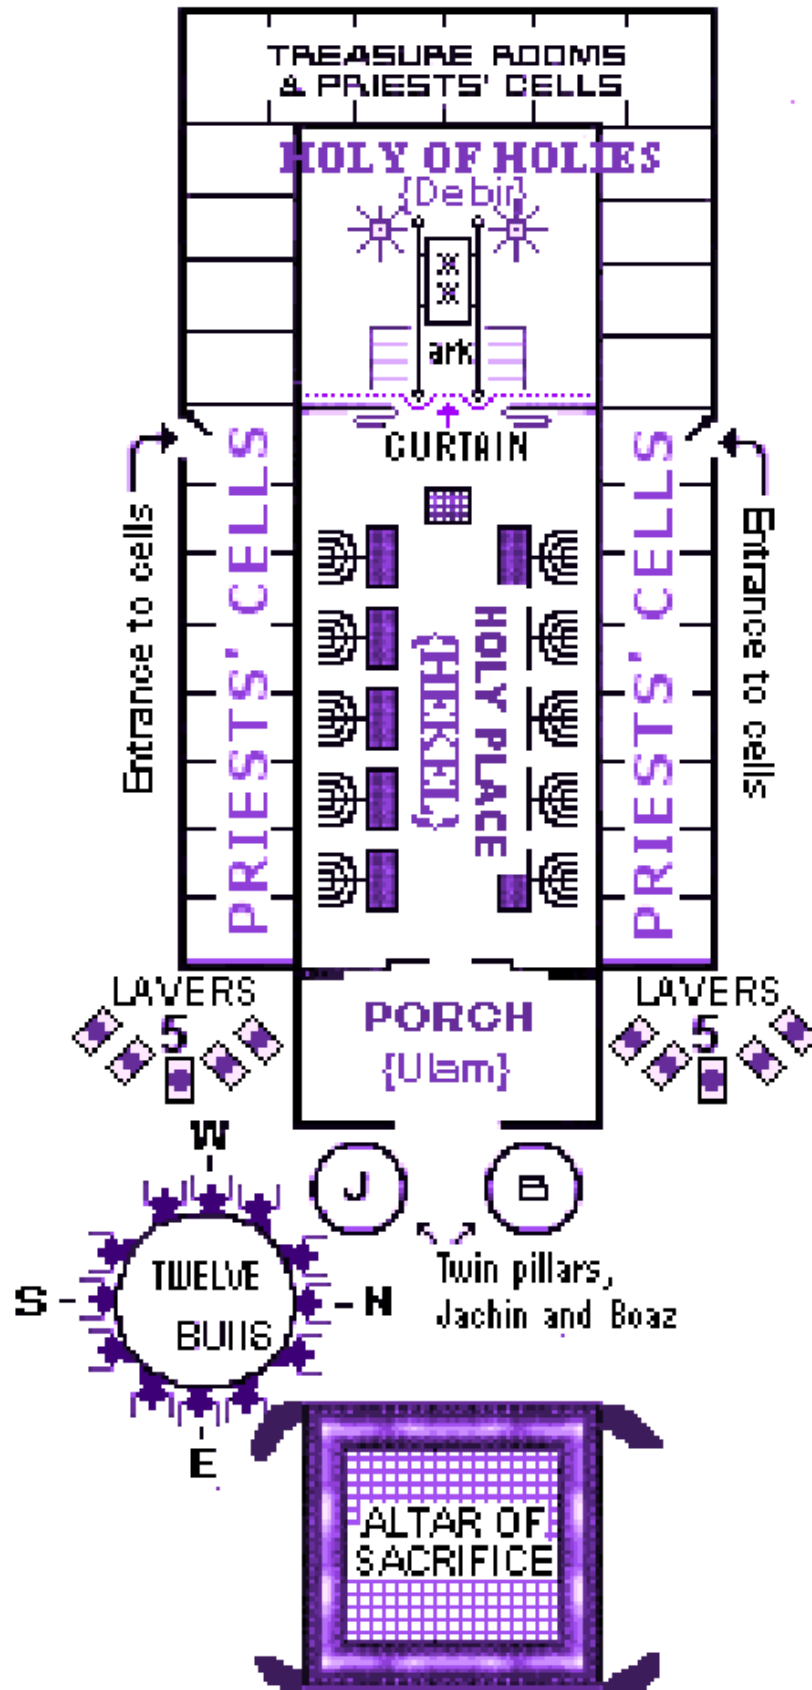 TREASURE ROOMS
& PRIESTS' CELLS
HOLY OF HOLIES
{Debir}
ark
CURTAIN
Entrance to cells
PRIESTS' CELLS
HOLY PLACE
{HEKEL}
PRIESTS' CELLS
Entrance to cells
LAVERS
5
LAVERS
5
PORCH
{Ulam}
W
J
B
S
N
E
TWELVE
BUllS
Twin pillars,
Jachin and Boaz
ALTAR OF
SACRIFICE